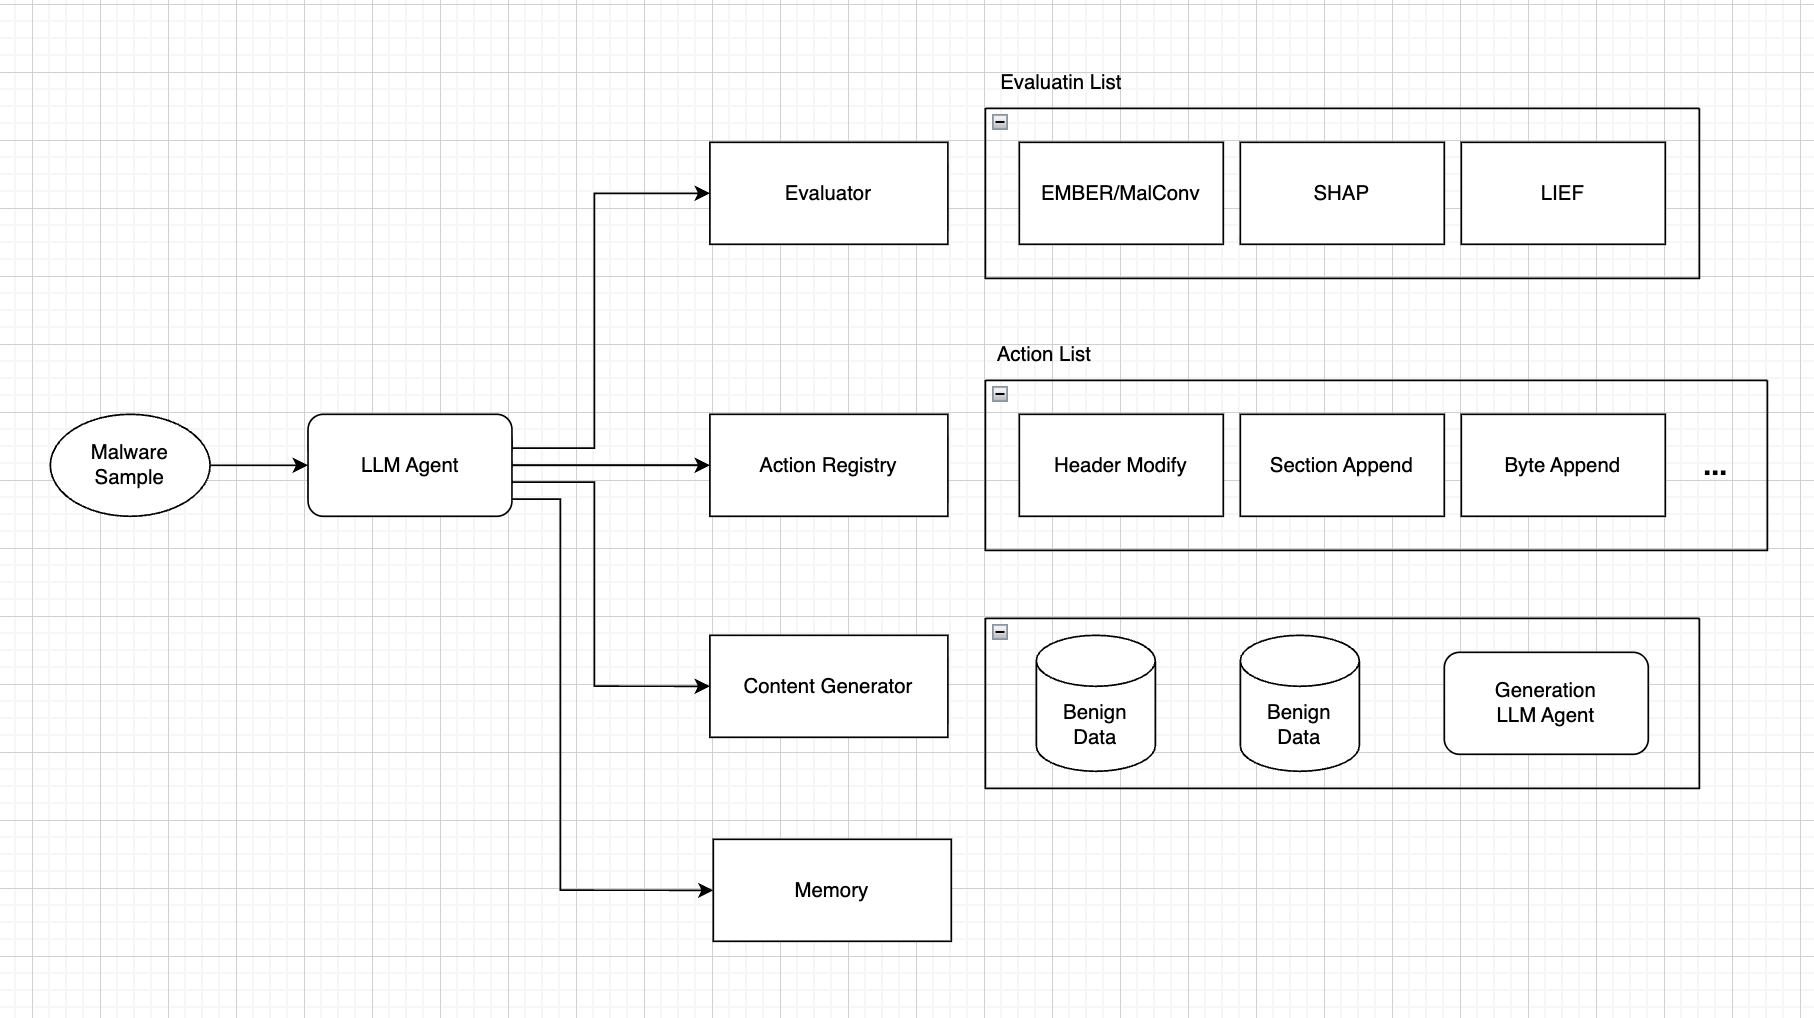 Evaluatin List
Evaluator
EMBER/MalConv
SHAP
LIEF
Action List
Malware
Sample
LLM Agent
Action Registry
Header Modify
Section Append
Byte Append
...
Content Generator
Benign
Data
Benign
Data
Generation
LLM Agent
Memory